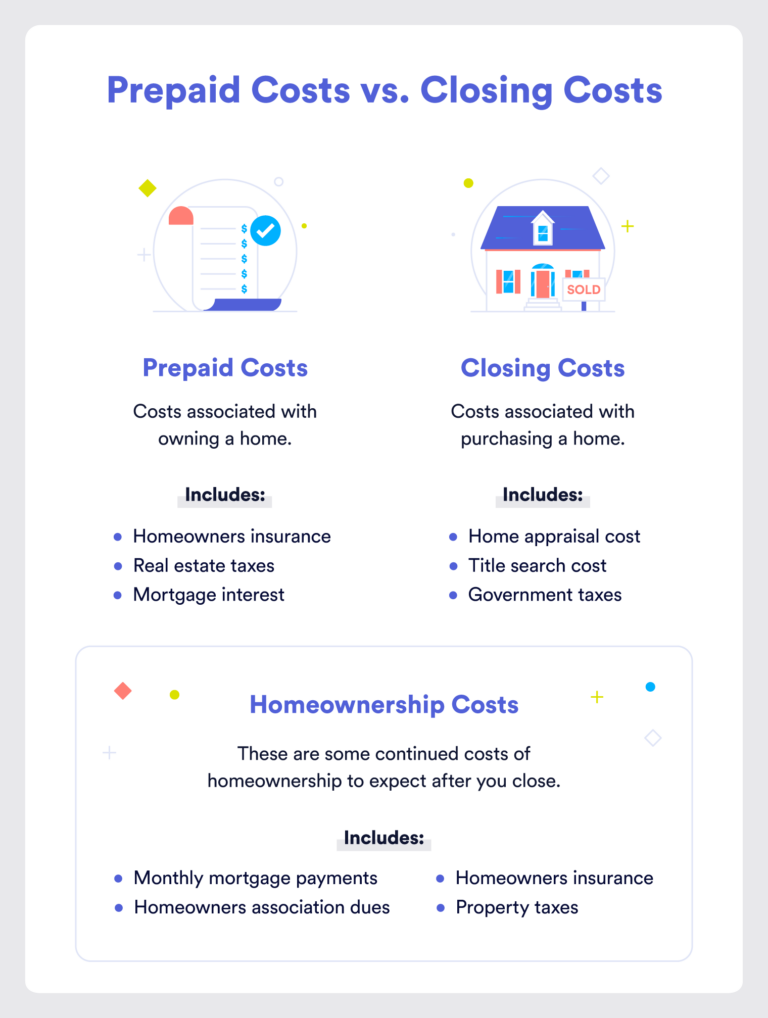 Prepaid Costs vs. Closing Costs
$
$
$
$
$
SOLD
Prepaid Costs
Costs associated with
owning a home.
Includes:
Homeowners insurance
Real estate taxes
Mortgage interest
Closing Costs
Costs associated with
purchasing a home.
Includes:
Home appraisal cost
Title search cost
Government taxes
Homeownership Costs
These are some continued costs of
homeownership to expect after you close.
Includes:
Monthly mortgage payments
Homeowners association dues
Homeowners insurance
Property taxes